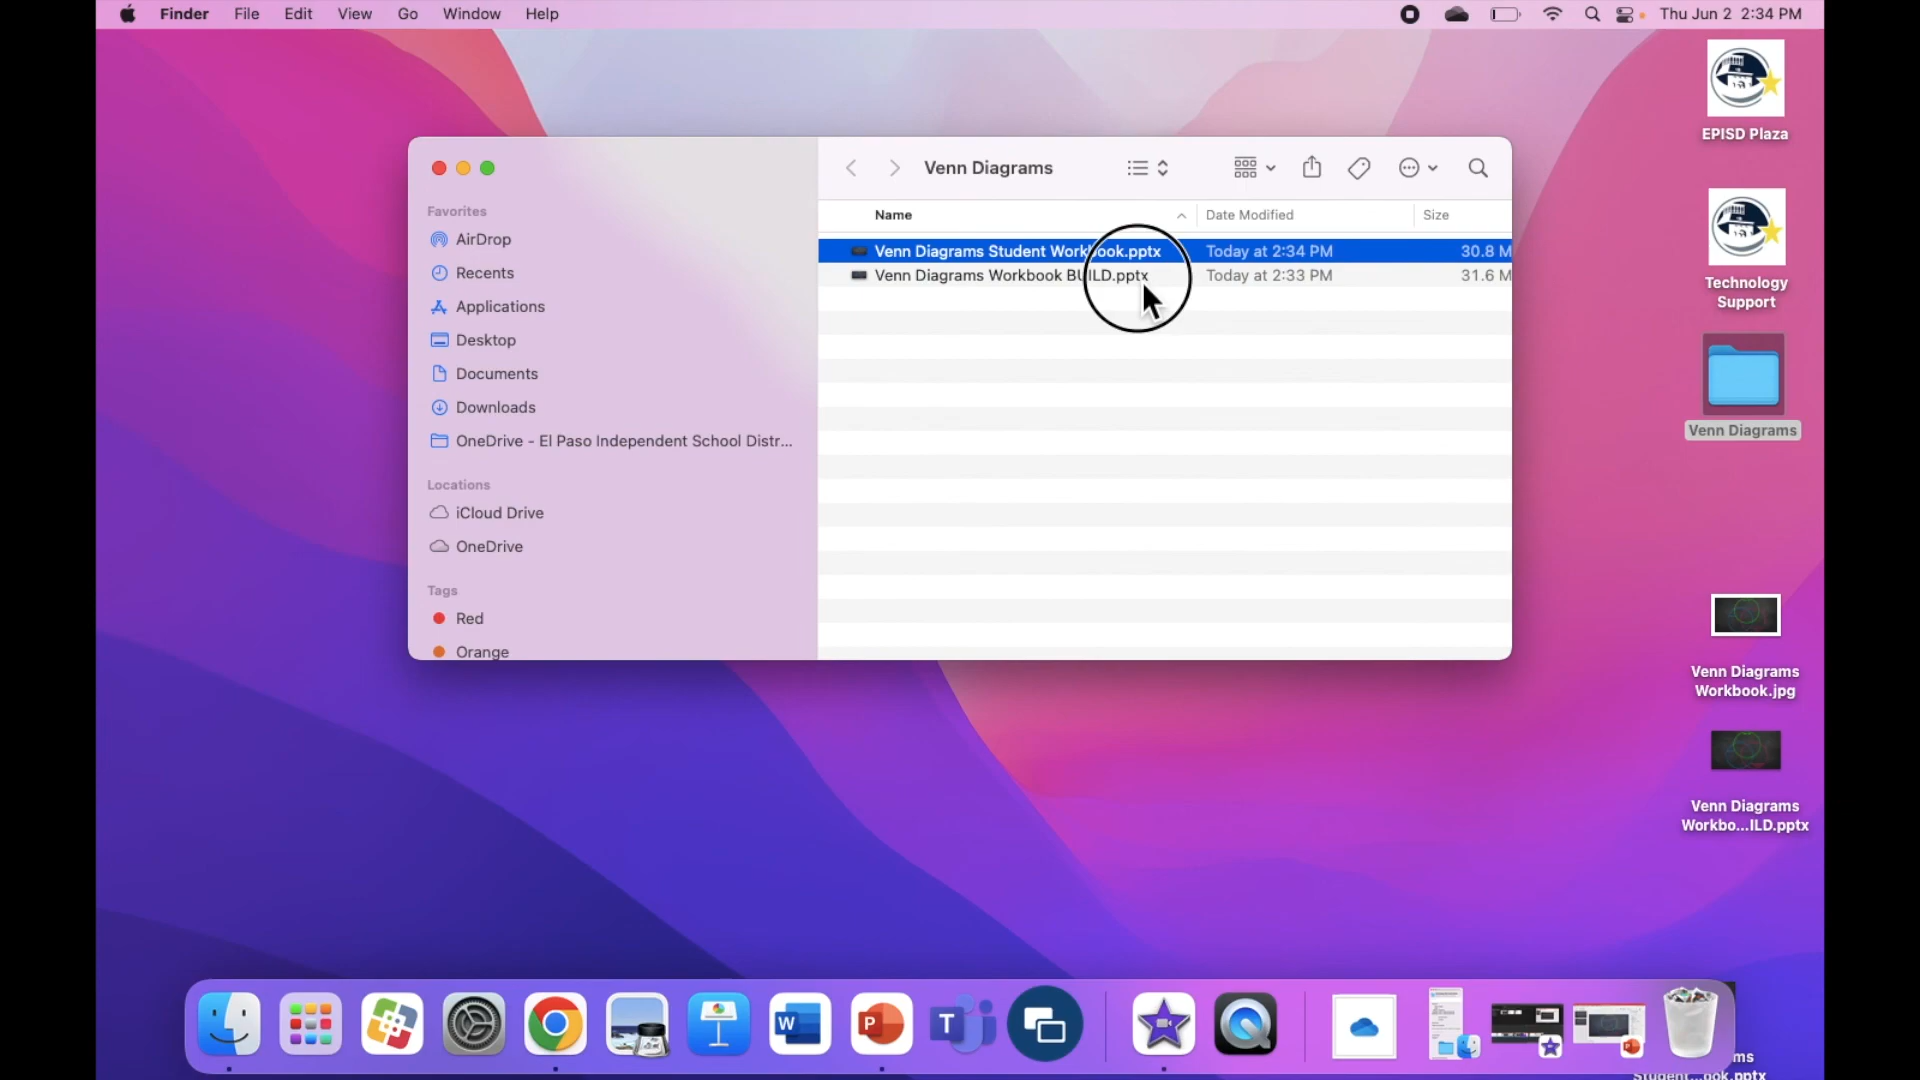 Finder File Edit View Go Window Help Thu Jun 2 2:34 PM
EPISD Plaza
Technology
Support
Venn Diagrams
Venn Diagrams
Workbook.jpg
Venn Diagrams
Workbo...ILD.pptx
Venn Diagrams
Name Date Modified Size
Venn Diagrams Student Workbook.pptx Today at 2:34 PM 30.8 M
Venn Diagrams Workbook BUILD.pptx Today at 2:33 PM 31.6 M
Favorites
AirDrop
Recents
Applications
Desktop
Documents
Downloads
OneDrive - El Paso Independent School Distr...
Locations
iCloud Drive
OneDrive
Tags
Red
Orange
W
P
T
ms
Student...ook.pptx